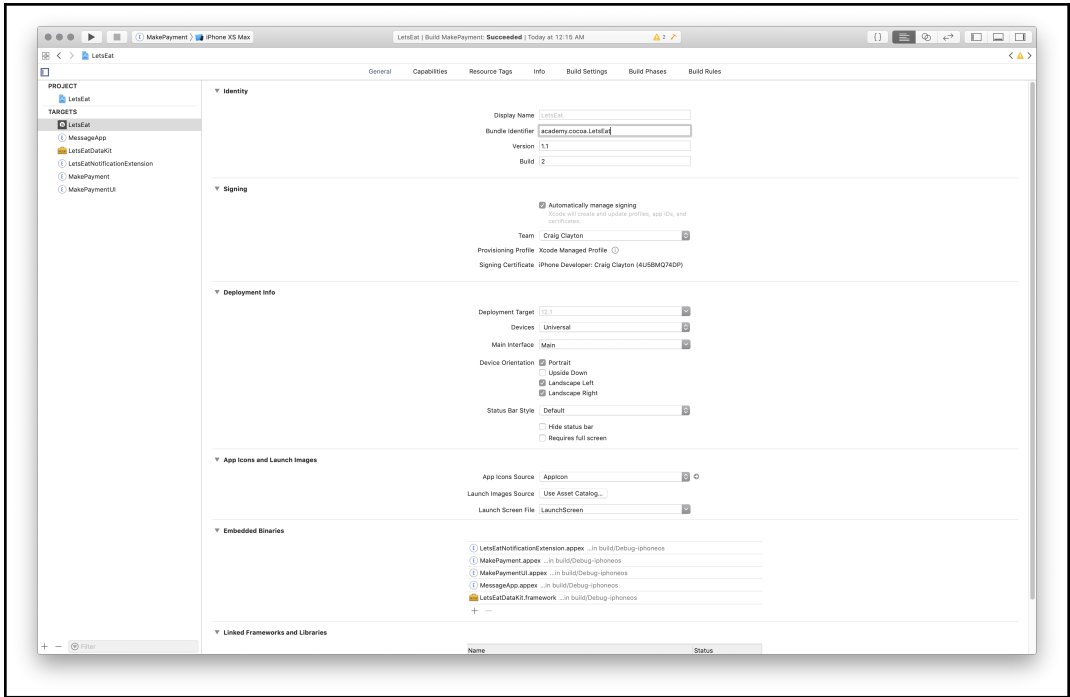 MakePayment
iPhone XS Max
LetsEat | Build MakePayment: Succeeded | Today at 12:15 AM
2
LetsEat
General Capabilities Resource Tags Info Build Settings Build Phases Build Rules
PROJECT
LetsEat
TARGETS
LetsEat
MessageApp
LetsEatDataKit
LetsEatNotificationExtension
MakePayment
MakePaymentUI
Filter
Identity
Display Name LetsEat
Bundle Identifier academy.cocoa.LetsEat
Version 1.1
Build 2
Signing
Automatically manage signing
Xcode will create and update profiles, app IDs, and
certificates.
Team Craig Clayton
Provisioning Profile Xcode Managed Profile
Signing Certificate iPhone Developer: Craig Clayton (4U5BMQ74DP)
Deployment Info
Deployment Target 12.1
Devices Universal
Main Interface Main
Device Orientation Portrait
Upside Down
Landscape Left
Landscape Right
Status Bar Style Default
Hide status bar
Requires full screen
App Icons and Launch Images
App Icons Source AppIcon
Launch Images Source Use Asset Catalog...
Launch Screen File LaunchScreen
Embedded Binaries
LetsEatNotificationExtension.appex ...in build/Debug-iphoneos
MakePayment.appex ...in build/Debug-iphoneos
MakePaymentUI.appex ...in build/Debug-iphoneos
MessageApp.appex ...in build/Debug-iphoneos
LetsEatDataKit.framework ...in build/Debug-iphoneos
Linked Frameworks and Libraries
Name Status